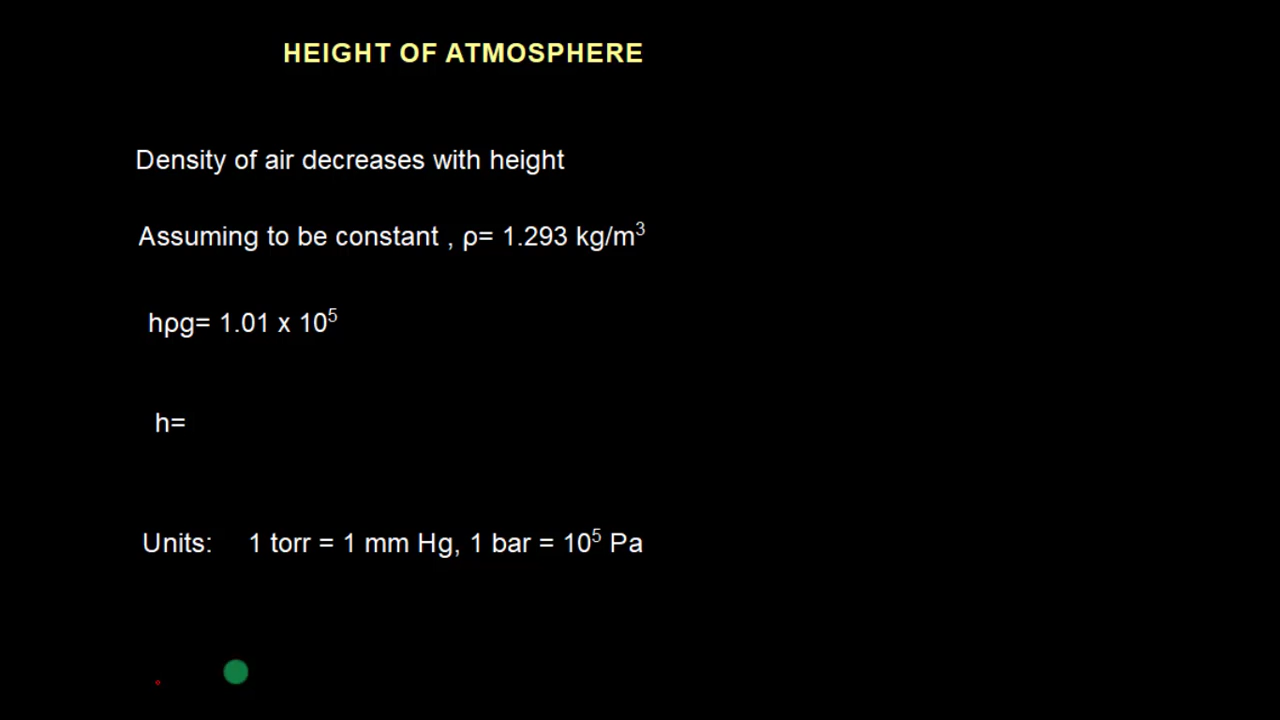 HEIGHT OF ATMOSPHERE
Density of air decreases with height
Assuming to be constant , ρ= 1.293 kg/m³
hρg= 1.01 x 10⁵
h=
Units: 1 torr = 1 mm Hg, 1 bar = 10⁵ Pa